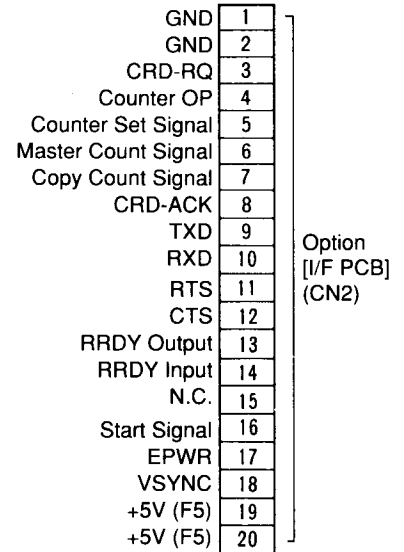 GND 1
GND 2
CRD-RQ 3
Counter OP 4
Counter Set Signal 5
Master Count Signal 6
Copy Count Signal 7
CRD-ACK 8
TXD 9
RXD 10
RTS 11
CTS 12
RRDY Output 13
RRDY Input 14
N.C. 15
Start Signal 16
EPWR 17
VSYNC 18
+5V (F5) 19
+5V (F5) 20
Option
[I/F PCB]
(CN2)